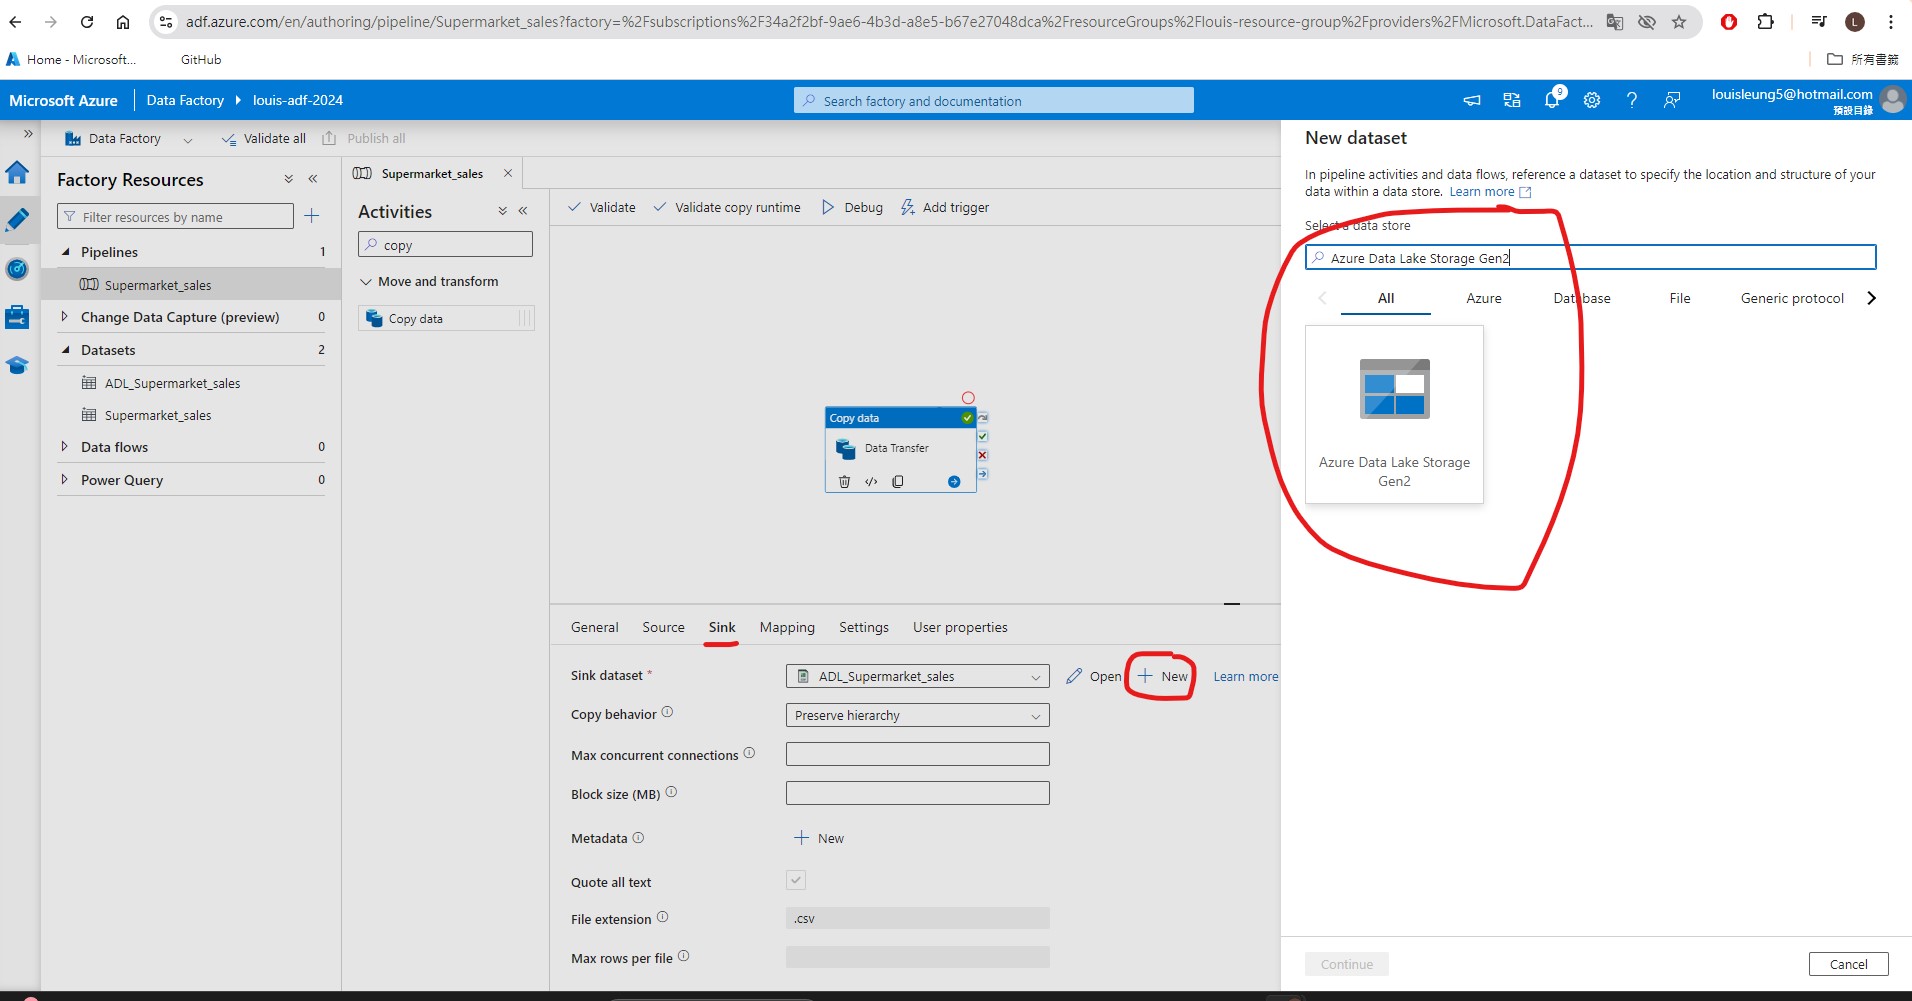 adf.azure.com/en/authoring/pipeline/Supermarket_sales?factory=%2Fsubscriptions%2F34a2f2bf-9ae6-4b3d-a8e5-b67e27048dca%2FresourceGroups%2Flouis-resource-group%2Fproviders%2FMicrosoft.DataFact...
L
Home - Microsoft...
GitHub
所有書籤
Microsoft Azure
Data Factory
louis-adf-2024
Search factory and documentation
9
louisleung5@hotmail.com
預設目錄
Data Factory
Validate all
Publish all
Factory Resources
Filter resources by name
Pipelines 1
Supermarket_sales
Change Data Capture (preview) 0
Datasets 2
ADL_Supermarket_sales
Supermarket_sales
Data flows 0
Power Query 0
Supermarket_sales
Activities
copy
Move and transform
Copy data
Validate
Validate copy runtime
Debug
Add trigger
Copy data
Data Transfer
General
Source
Sink
Mapping
Settings
User properties
Sink dataset *
ADL_Supermarket_sales
Open
New
Learn more
Copy behavior
Preserve hierarchy
Max concurrent connections
Block size (MB)
Metadata
New
Quote all text
File extension
.csv
Max rows per file
New dataset
In pipeline activities and data flows, reference a dataset to specify the location and structure of your
data within a data store. Learn more
Select a data store
Azure Data Lake Storage Gen2
All
Azure
Database
File
Generic protocol
Azure Data Lake Storage
Gen2
Continue
Cancel